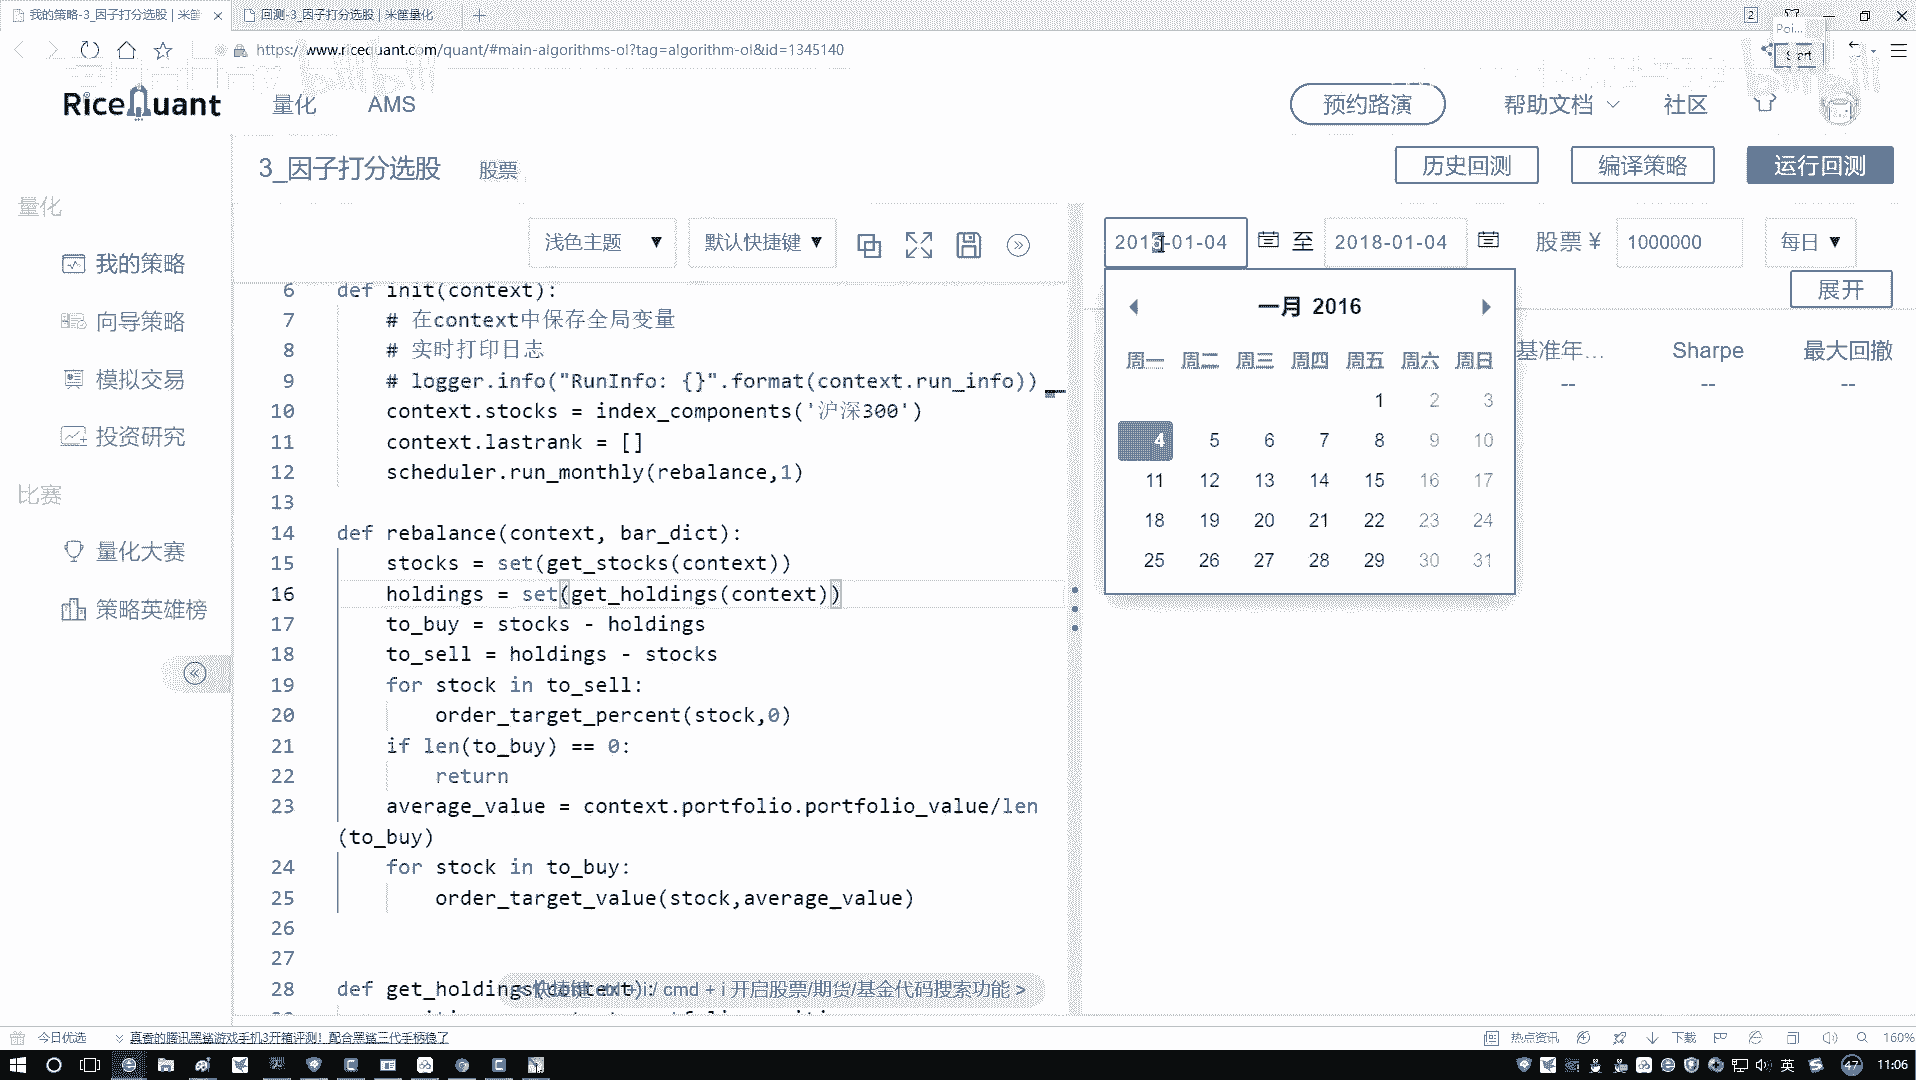 我的策略-3_因子打分选股 | 米筐
回测-3_因子打分选股 | 米筐量化
2
https://www.ricequant.com/quant/#main-algorithms-ol?tag=algorithm-ol&id=1345140
Poi...
Start
RiceQuant
量化
AMS
预约路演
帮助文档
社区
3_因子打分选股
股票
历史回测
编译策略
运行回测
量化
我的策略
向导策略
模拟交易
投资研究
比赛
量化大赛
策略英雄榜
浅色主题 ▼
默认快捷键 ▼
-01-04
至
2018-01-04
股票 ¥
1000000
每日 ▼
展开
一月 2016
周一 周二 周三 周四 周五 周六 周日
1 2 3
4 5 6 7 8 9 10
11 12 13 14 15 16 17
18 19 20 21 22 23 24
25 26 27 28 29 30 31
基准年...
Sharpe
最大回撤
-- -- --
6 def init(context):
7 # 在context中保存全局变量
8 # 实时打印日志
9 # logger.info("RunInfo: {}".format(context.run_info))
10 context.stocks = index_components('沪深300')
11 context.lastrank = []
12 scheduler.run_monthly(rebalance,1)
13
14 def rebalance(context, bar_dict):
15 stocks = set(get_stocks(context))
16 holdings = set(get_holdings(context))
17 to_buy = stocks - holdings
18 to_sell = holdings - stocks
19 for stock in to_sell:
20 order_target_percent(stock,0)
21 if len(to_buy) == 0:
22 return
23 average_value = context.portfolio.portfolio_value/len
(to_buy)
24 for stock in to_buy:
25 order_target_value(stock,average_value)
26
27
28 def get_holdings(context):
/ cmd + i 开启股票/期货/基金代码搜索功能 >
今日优选
真香的腾讯黑鲨游戏手机3开箱评测！配合黑鲨三代手柄稳了
热点资讯
下载
160%
英
47
11:06